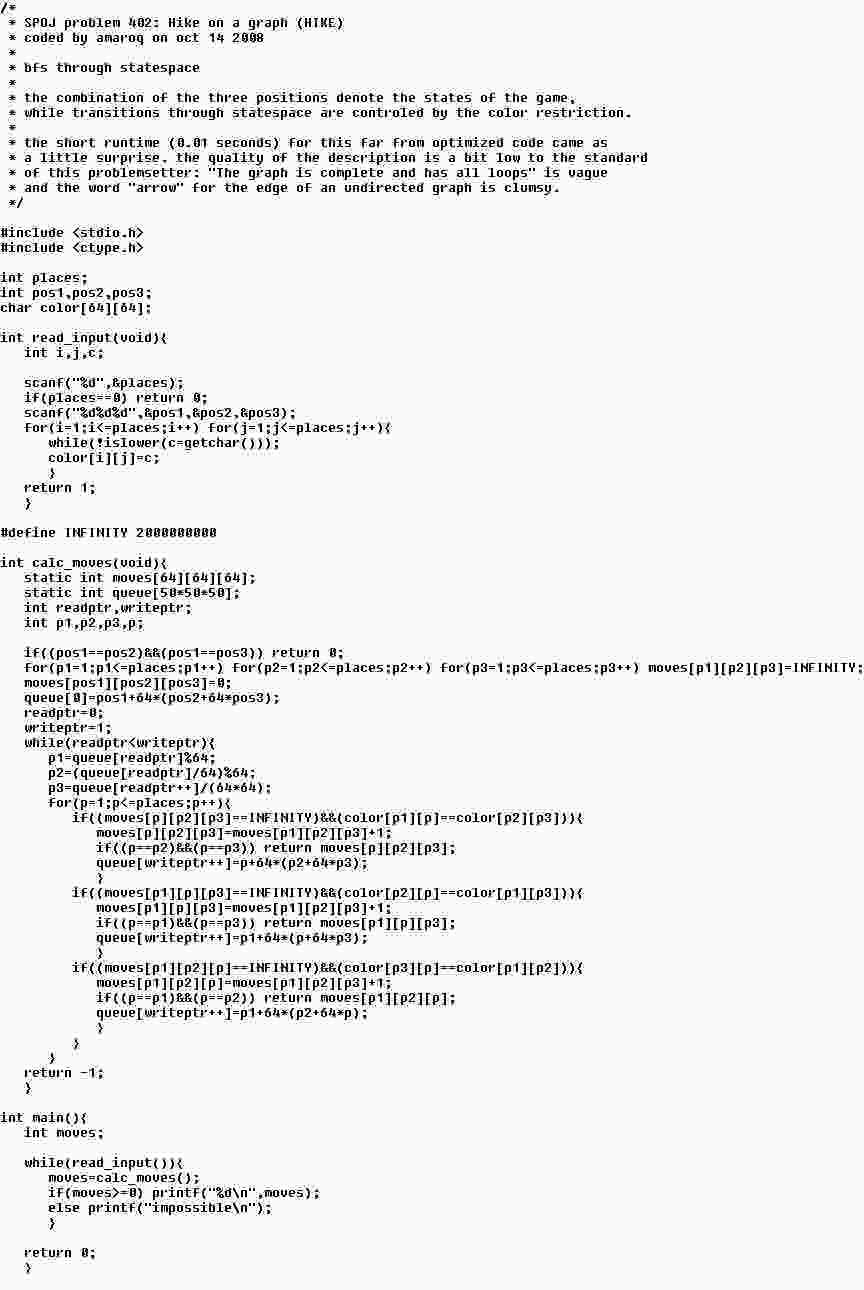 /*
 * SPOJ problem 402: Hike on a graph (HIKE)
 * coded by amaroq on oct 14 2008
 *
 * bfs through statespace
 *
 * the combination of the three positions denote the states of the game,
 * while transitions through statespace are controled by the color restriction.
 *
 * the short runtime (0.01 seconds) for this far from optimized code came as
 * a little surprise. the quality of the description is a bit low to the standard
 * of this problemsetter: "The graph is complete and has all loops" is vague
 * and the word "arrow" for the edge of an undirected graph is clumsy.
 */

#include <stdio.h>
#include <ctype.h>

int places;
int pos1,pos2,pos3;
char color[64][64];

int read_input(void){
   int i,j,c;

   scanf("%d",&places);
   if(places==0) return 0;
   scanf("%d%d%d",&pos1,&pos2,&pos3);
   for(i=1;i<=places;i++) for(j=1;j<=places;j++){
      while(!islower(c=getchar()));
      color[i][j]=c;
      }
   return 1;
   }

#define INFINITY 2000000000

int calc_moves(void){
   static int moves[64][64][64];
   static int queue[50*50*50];
   int readptr,writeptr;
   int p1,p2,p3,p;

   if((pos1==pos2)&&(pos1==pos3)) return 0;
   for(p1=1;p1<=places;p1++) for(p2=1;p2<=places;p2++) for(p3=1;p3<=places;p3++) moves[p1][p2][p3]=INFINITY;
   moves[pos1][pos2][pos3]=0;
   queue[0]=pos1+64*(pos2+64*pos3);
   readptr=0;
   writeptr=1;
   while(readptr<writeptr){
      p1=queue[readptr]%64;
      p2=(queue[readptr]/64)%64;
      p3=queue[readptr++]/(64*64);
      for(p=1;p<=places;p++){
         if((moves[p][p2][p3]==INFINITY)&&(color[p1][p]==color[p2][p3])){
            moves[p][p2][p3]=moves[p1][p2][p3]+1;
            if((p==p2)&&(p==p3)) return moves[p][p2][p3];
            queue[writeptr++]=p+64*(p2+64*p3);
            }
         if((moves[p1][p][p3]==INFINITY)&&(color[p2][p]==color[p1][p3])){
            moves[p1][p][p3]=moves[p1][p2][p3]+1;
            if((p==p1)&&(p==p3)) return moves[p1][p][p3];
            queue[writeptr++]=p1+64*(p+64*p3);
            }
         if((moves[p1][p2][p]==INFINITY)&&(color[p3][p]==color[p1][p2])){
            moves[p1][p2][p]=moves[p1][p2][p3]+1;
            if((p==p1)&&(p==p2)) return moves[p1][p2][p];
            queue[writeptr++]=p1+64*(p2+64*p);
            }
         }
      }
   return -1;
   }

int main(){
   int moves;

   while(read_input()){
      moves=calc_moves();
      if(moves>=0) printf("%d\n",moves);
      else printf("impossible\n");
      }

   return 0;
   }